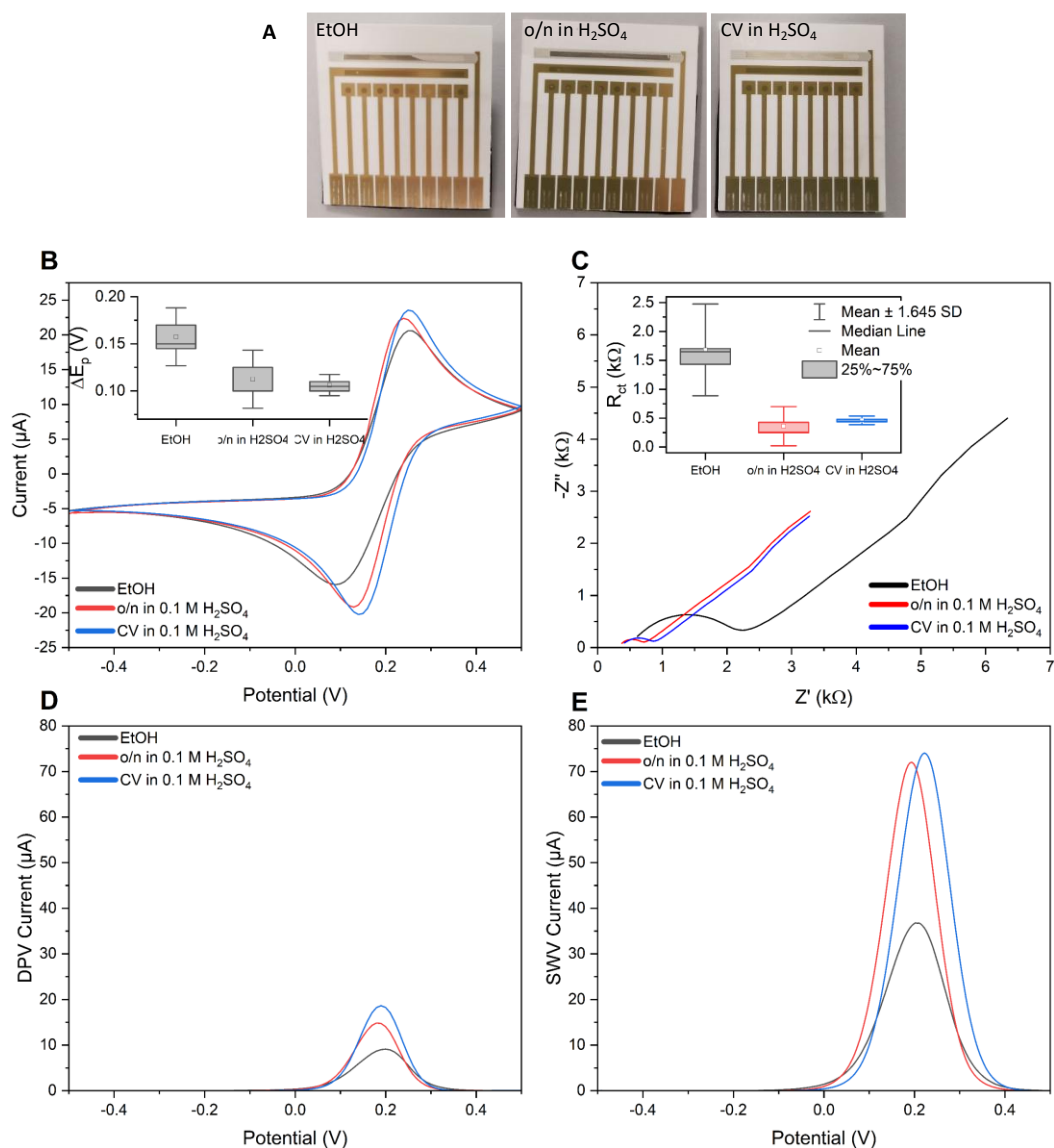 A
EtOH
o/n in H₂SO₄
CV in H₂SO₄
B
25
20
15
10
5
0
-5
-10
-15
-20
-25
Current (µA)
0.20
0.15
0.10
ΔEₚ (V)
EtOH
o/n in H2SO4
CV in H2SO4
EtOH
o/n in 0.1 M H₂SO₄
CV in 0.1 M H₂SO₄
-0.4
-0.2
0.0
0.2
0.4
Potential (V)
C
7
6
5
4
3
2
1
0
-Z'' (kΩ)
2.5
2.0
1.5
1.0
0.5
0.0
R꜀ₜ (kΩ)
Mean ± 1.645 SD
Median Line
Mean
25%~75%
EtOH
o/n in H2SO4
CV in H2SO4
EtOH
o/n in 0.1 M H₂SO₄
CV in 0.1 M H₂SO₄
0
1
2
3
4
5
6
7
Z' (kΩ)
D
80
70
60
50
40
30
20
10
0
DPV Current (µA)
EtOH
o/n in 0.1 M H₂SO₄
CV in 0.1 M H₂SO₄
-0.4
-0.2
0.0
0.2
0.4
Potential (V)
E
80
75
70
65
60
55
50
45
40
35
30
25
20
15
10
5
0
SWV Current (µA)
EtOH
o/n in 0.1 M H₂SO₄
CV in 0.1 M H₂SO₄
-0.4
-0.2
0.0
0.2
0.4
Potential (V)